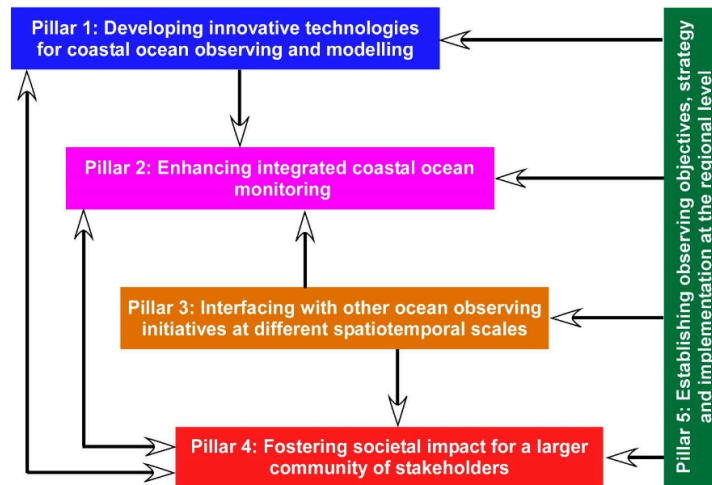 Pillar 1: Developing innovative technologies
for coastal ocean observing and modelling
Pillar 2: Enhancing integrated coastal ocean
monitoring
Pillar 3: Interfacing with other ocean observing
initiatives at different spatiotemporal scales
Pillar 4: Fostering societal impact for a larger
community of stakeholders
Pillar 5: Establishing observing objectives, strategy
and implementation at the regional level